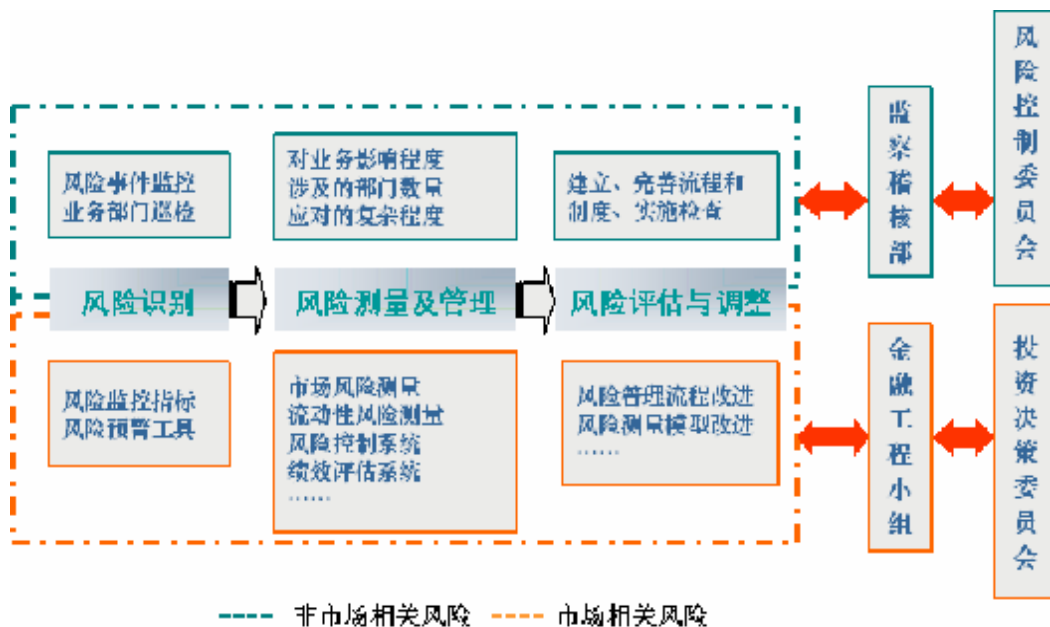 风险事件监控
业务部门巡检
对业务影响程度
涉及的部门数量
应对的复杂程度
建立、完善流程和
制度、实施检查
监察稽核部
风险控制委员会
风险识别
风险测量及管理
风险评估与调整
风险监控指标
风险预警工具
市场风险测量
流动性风险测量
风险控制系统
绩效评估系统
......
风险管理流程改进
风险测量模型改进
......
金融工程小组
投资决策委员会
非市场相关风险
市场相关风险